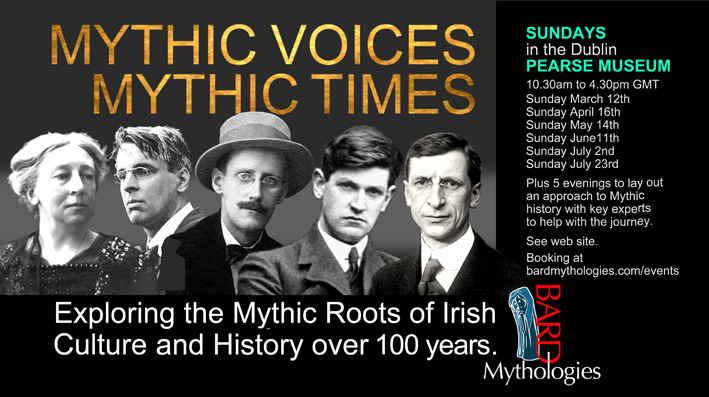 MYTHIC VOICES
MYTHIC TIMES
SUNDAYS
in the Dublin
PEARSE MUSEUM
10.30am to 4.30pm GMT
Sunday March 12th
Sunday April 16th
Sunday May 14th
Sunday June11th
Sunday July 2nd
Sunday July 23rd
Plus 5 evenings to lay out
an approach to Mythic
history with key experts
to help with the journey.
See web site.
Booking at
bardmythologies.com/events
Exploring the Mythic Roots of Irish
Culture and History over 100 years.
BARD
Mythologies